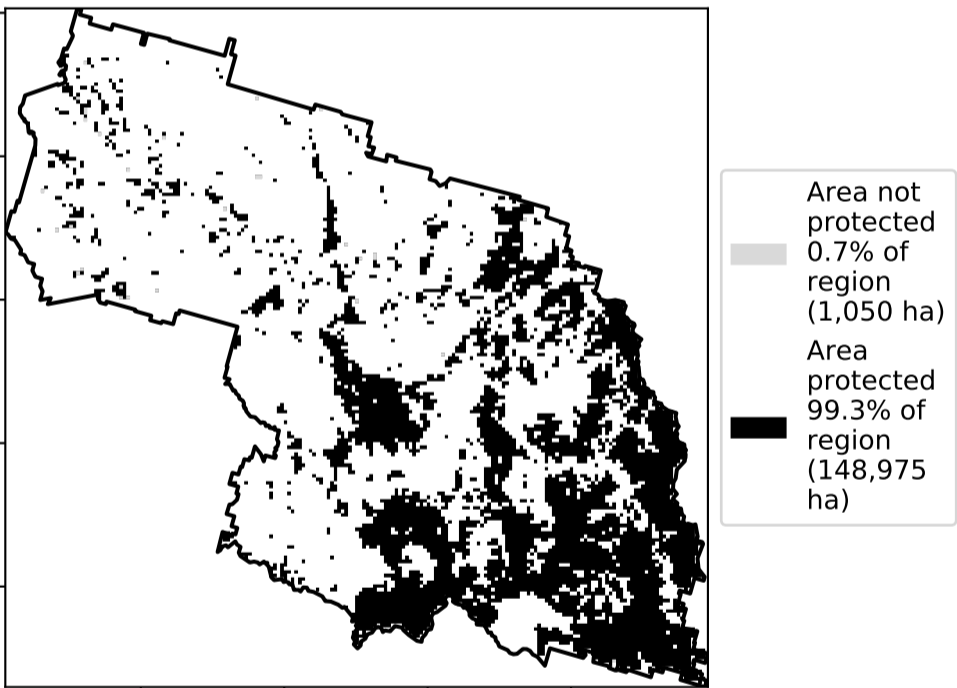 Area not
protected
0.7% of
region
(1,050 ha)
Area
protected
99.3% of
region
(148,975
ha)